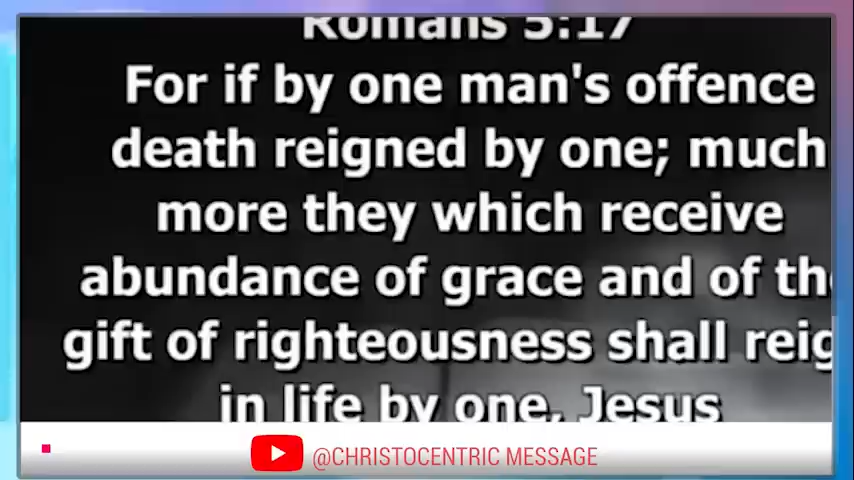 Romans 5:17
For if by one man's offence
death reigned by one; much
more they which receive
abundance of grace and of the
gift of righteousness shall reig
in life by one, Jesus
@CHRISTOCENTRIC MESSAGE